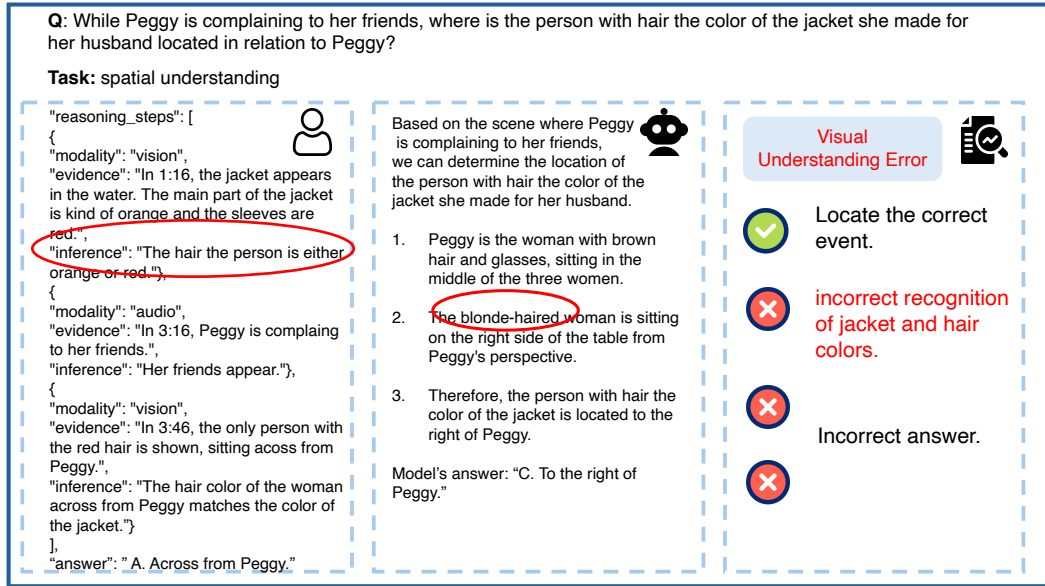 Q: While Peggy is complaining to her friends, where is the person with hair the color of the jacket she made for
her husband located in relation to Peggy?
Task: spatial understanding
"reasoning_steps": [
{
"modality": "vision",
"evidence": "In 1:16, the jacket appears
in the water. The main part of the jacket
is kind of orange and the sleeves are
red.",
"inference": "The hair the person is either
orange or red."},
{
"modality": "audio",
"evidence": "In 3:16, Peggy is complaing
to her friends.",
"inference": "Her friends appear."},
{
"modality": "vision",
"evidence": "In 3:46, the only person with
the red hair is shown, sitting acoss from
Peggy.",
"inference": "The hair color of the woman
across from Peggy matches the color of
the jacket.”}
],
“answer”: ” A. Across from Peggy.”
Based on the scene where Peggy
is complaining to her friends,
we can determine the location of
the person with hair the color of the
jacket she made for her husband.
1. Peggy is the woman with brown
hair and glasses, sitting in the
middle of the three women.
2. The blonde-haired woman is sitting
on the right side of the table from
Peggy's perspective.
3. Therefore, the person with hair the
color of the jacket is located to the
right of Peggy.
Model’s answer: “C. To the right of
Peggy.”
Visual
Understanding Error
Locate the correct
event.
incorrect recognition
of jacket and hair
colors.
Incorrect answer.